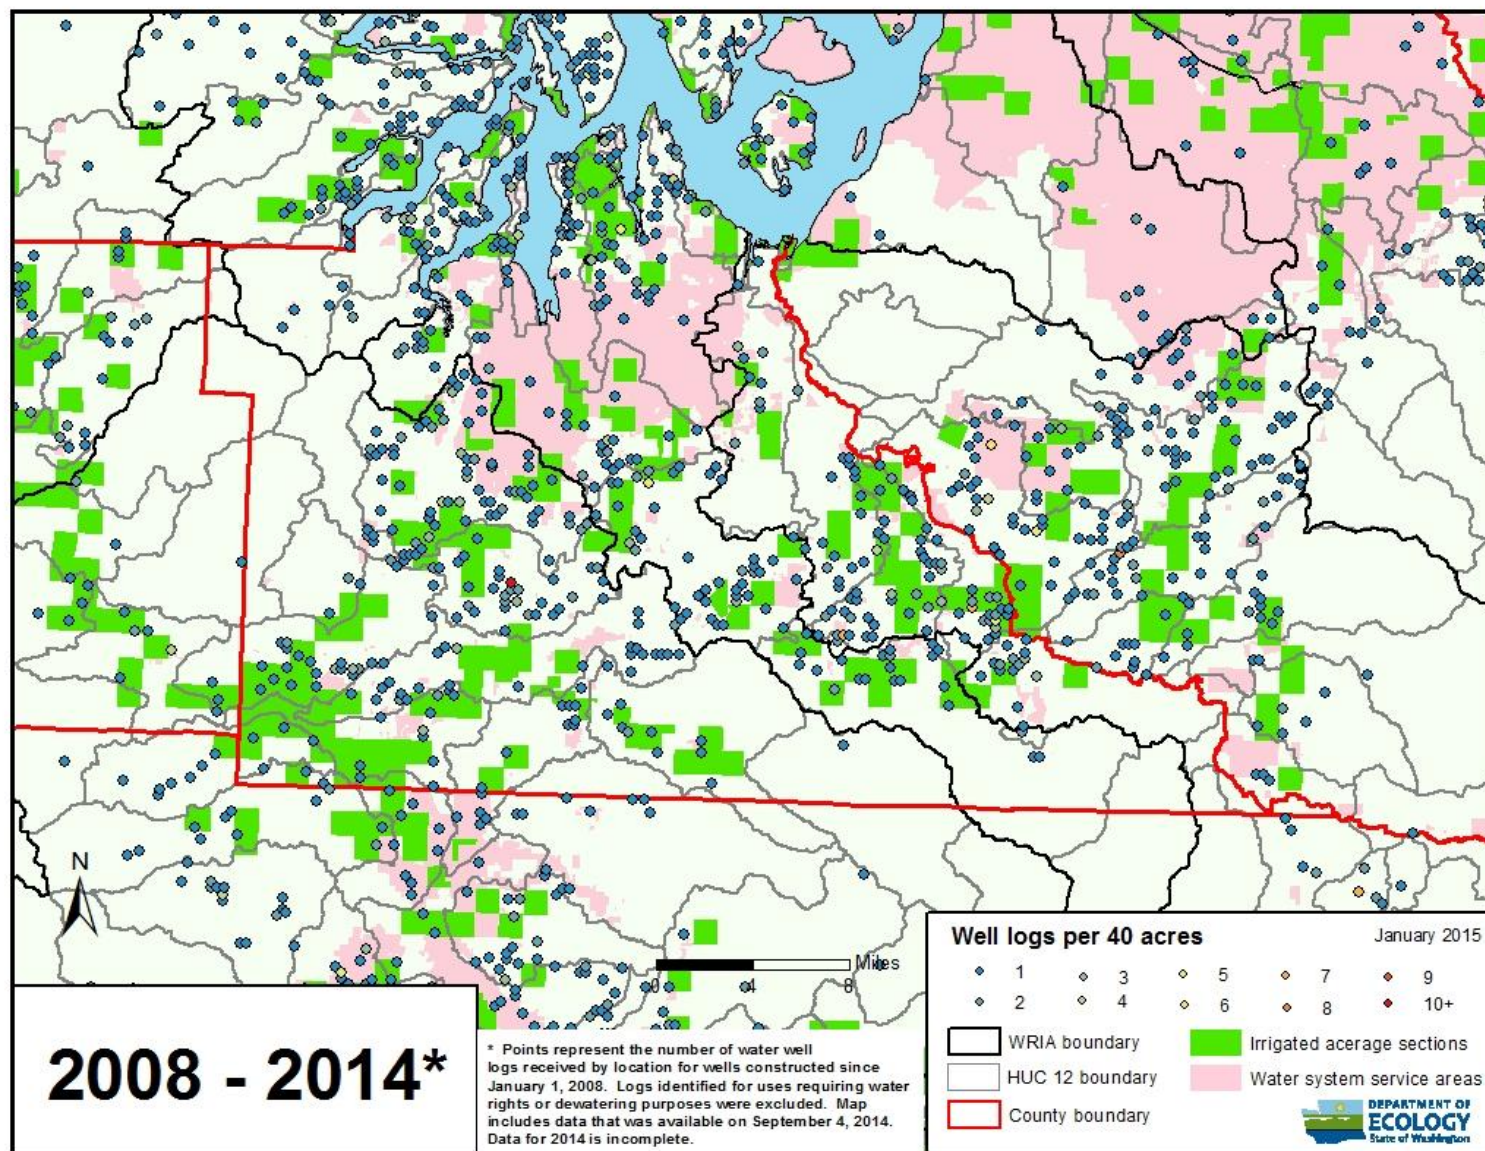 N
Miles
0 4 8
2008 - 2014*
* Points represent the number of water well
logs received by location for wells constructed since
January 1, 2008. Logs identified for uses requiring water
rights or dewatering purposes were excluded. Map
includes data that was available on September 4, 2014.
Data for 2014 is incomplete.
Well logs per 40 acres
January 2015
1 3 5 7 9
2 4 6 8 10+
WRIA boundary
Irrigated acerage sections
HUC 12 boundary
Water system service areas
County boundary
DEPARTMENT OF
ECOLOGY
State of Washington